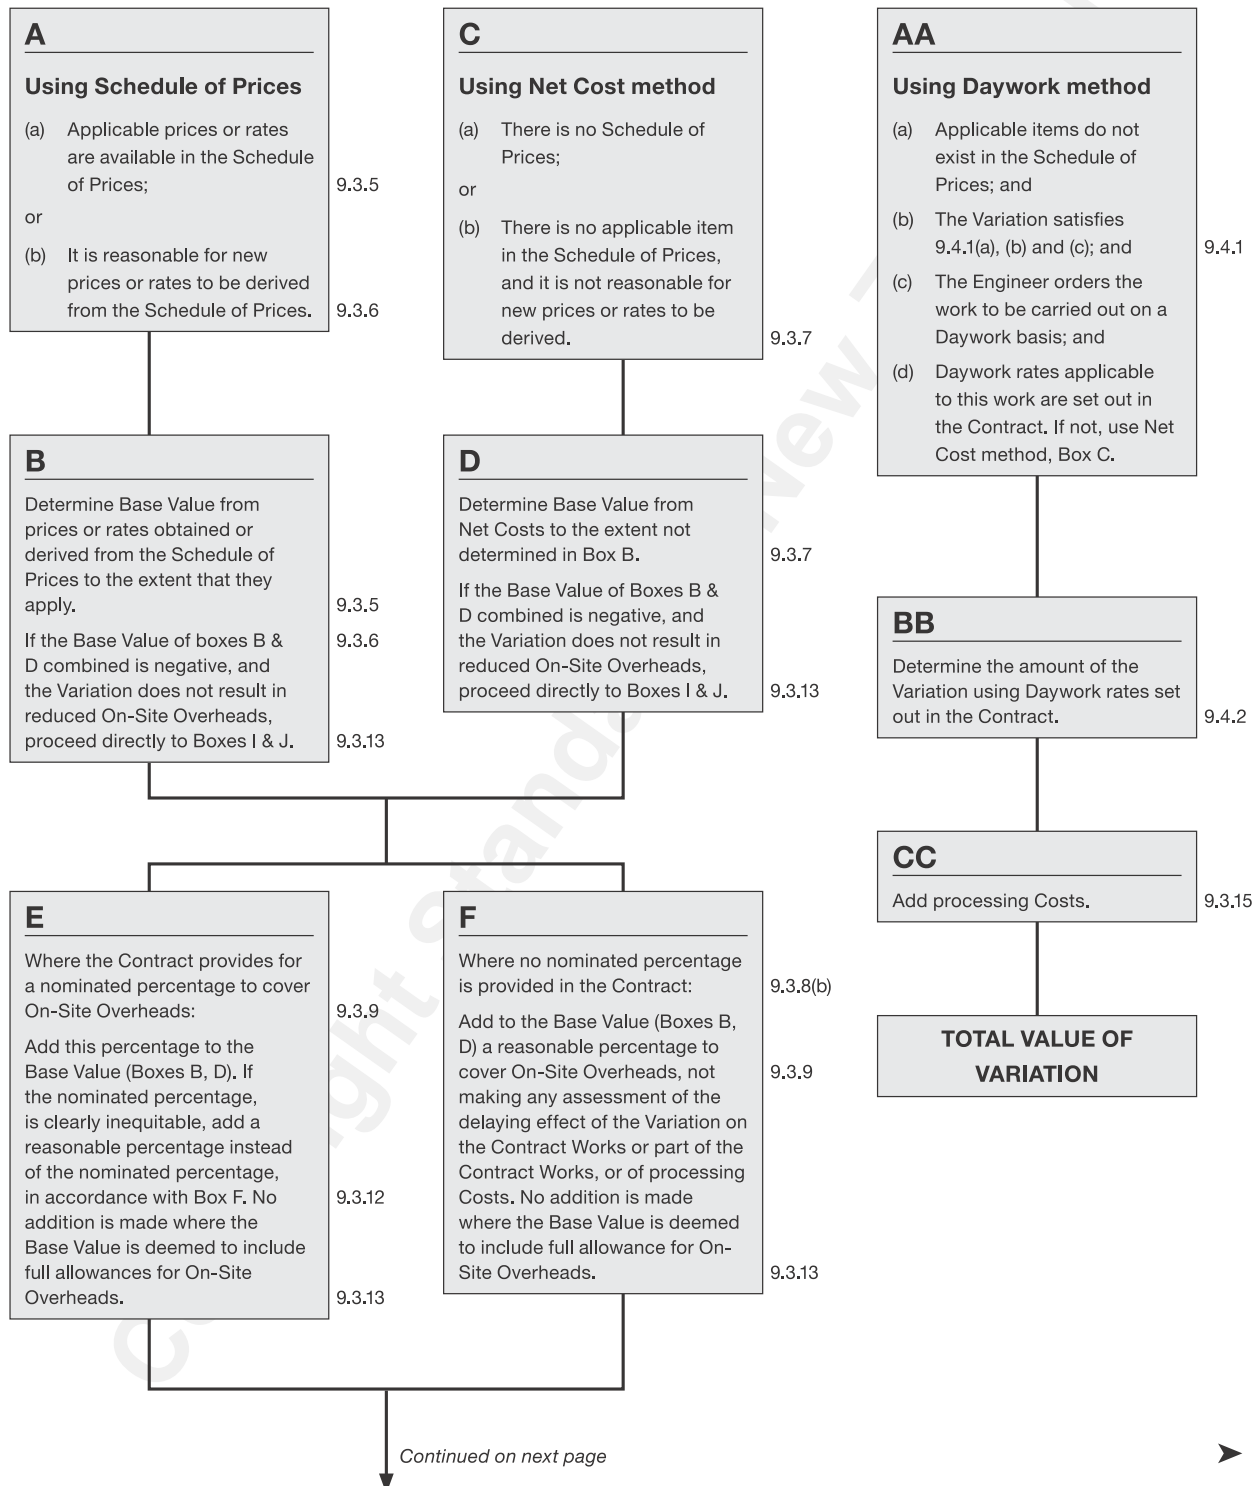 A
Using Schedule of Prices
(a) Applicable prices or rates
are available in the Schedule
of Prices;
9.3.5
or
(b) It is reasonable for new
prices or rates to be derived
from the Schedule of Prices.
9.3.6
C
Using Net Cost method
(a) There is no Schedule of
Prices;
or
(b) There is no applicable item
in the Schedule of Prices,
and it is not reasonable for
new prices or rates to be
derived.
9.3.7
AA
Using Daywork method
(a) Applicable items do not
exist in the Schedule of
Prices; and
(b) The Variation satisfies
9.4.1(a), (b) and (c); and
9.4.1
(c) The Engineer orders the
work to be carried out on a
Daywork basis; and
(d) Daywork rates applicable
to this work are set out in
the Contract. If not, use Net
Cost method, Box C.
B
Determine Base Value from
prices or rates obtained or
derived from the Schedule of
Prices to the extent that they
apply.
9.3.5
If the Base Value of boxes B &
9.3.6
D combined is negative, and
the Variation does not result in
reduced On-Site Overheads,
proceed directly to Boxes I & J.
9.3.13
D
Determine Base Value from
Net Costs to the extent not
determined in Box B.
9.3.7
If the Base Value of Boxes B &
D combined is negative, and
the Variation does not result in
reduced On-Site Overheads,
proceed directly to Boxes I & J.
9.3.13
BB
Determine the amount of the
Variation using Daywork rates set
out in the Contract.
9.4.2
CC
Add processing Costs.
9.3.15
TOTAL VALUE OF
VARIATION
E
Where the Contract provides for
a nominated percentage to cover
On-Site Overheads:
9.3.9
Add this percentage to the
Base Value (Boxes B, D). If
the nominated percentage,
is clearly inequitable, add a
reasonable percentage instead
of the nominated percentage,
in accordance with Box F. No
9.3.12
addition is made where the
Base Value is deemed to include
full allowances for On-Site
Overheads.
9.3.13
F
Where no nominated percentage
is provided in the Contract:
9.3.8(b)
Add to the Base Value (Boxes B,
D) a reasonable percentage to
cover On-Site Overheads, not
9.3.9
making any assessment of the
delaying effect of the Variation on
the Contract Works or part of the
Contract Works, or of processing
Costs. No addition is made
where the Base Value is deemed
to include full allowance for On-
Site Overheads.
9.3.13
Continued on next page